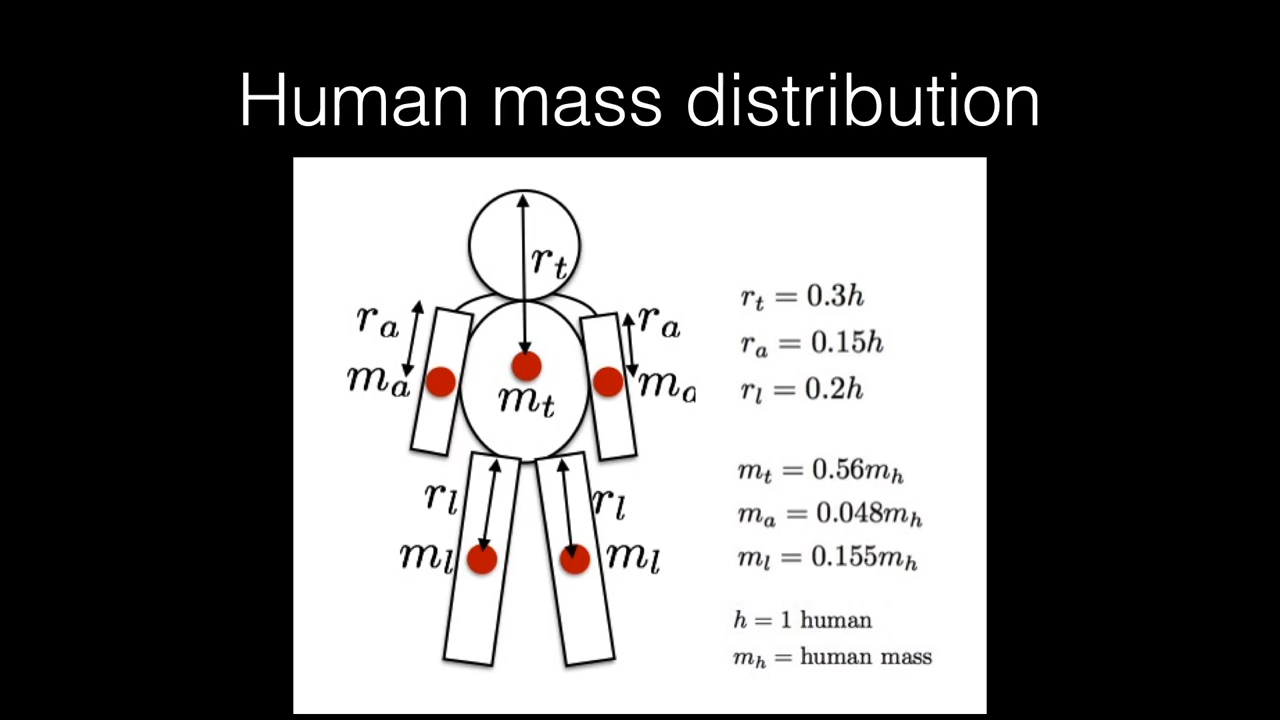 Human mass distribution
r_t
r_a
r_a
m_a
m_a
m_t
r_l
r_l
m_l
m_l
r_t = 0.3h
r_a = 0.15h
r_l = 0.2h
m_t = 0.56m_h
m_a = 0.048m_h
m_l = 0.155m_h
h = 1 human
m_h = human mass